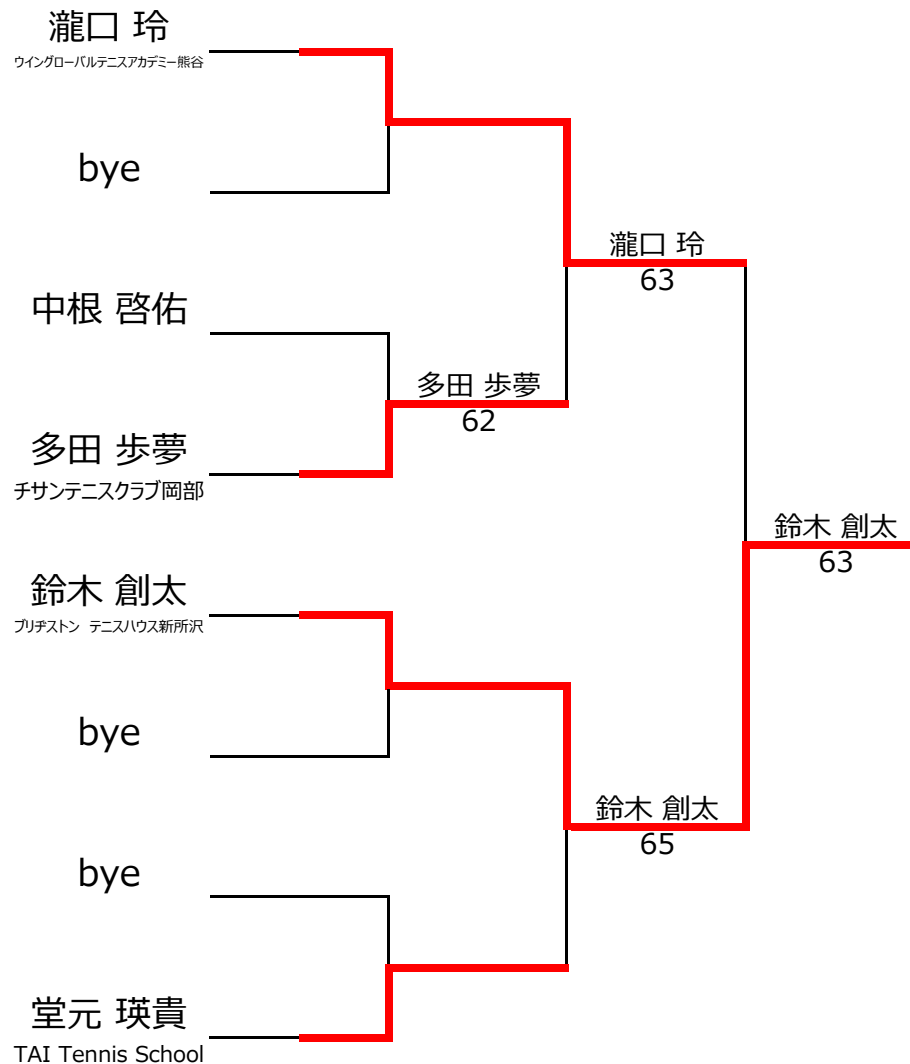 瀧口 玲
ウイングローバルテニスアカデミー熊谷
bye
瀧口 玲
63
中根 啓佑
多田 歩夢
62
多田 歩夢
チサンテニスクラブ岡部
鈴木 創太
63
鈴木 創太
ブリヂストン　テニスハウス新所沢
bye
鈴木 創太
65
bye
堂元 瑛貴
TAI Tennis School